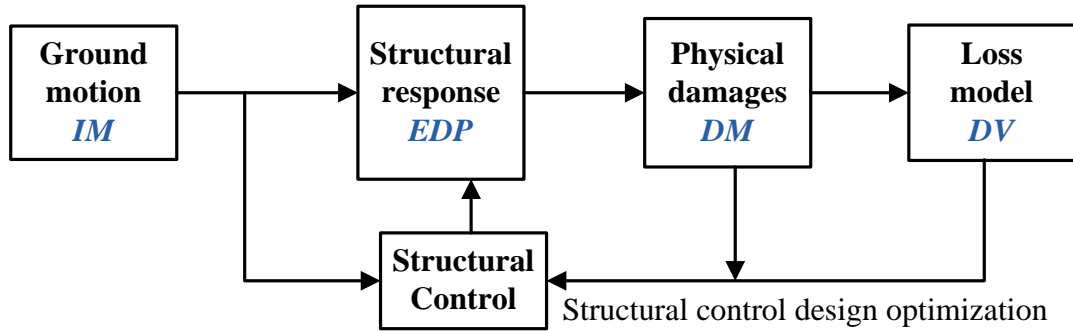 Ground
motion
IM
Structural
response
EDP
Physical
damages
DM
Loss
model
DV
Structural
Control
Structural control design optimization